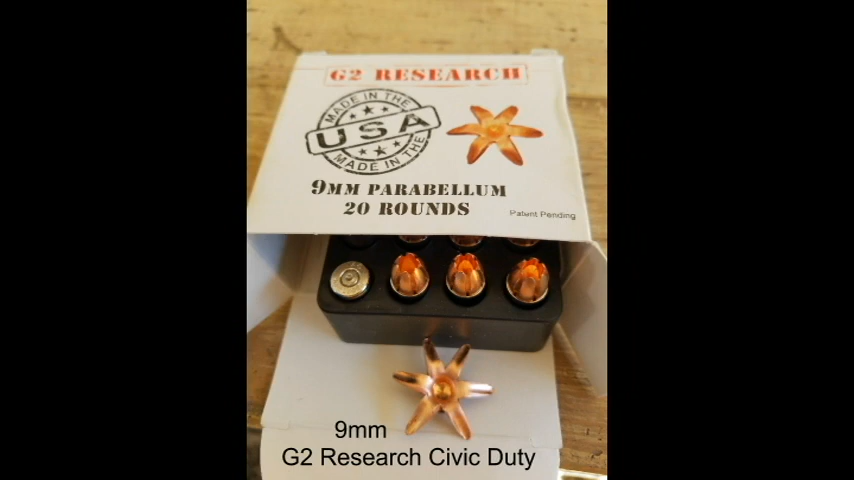 G2 RESEARCH
MADE IN THE
USA
MADE IN THE
9MM PARABELLUM
20 ROUNDS
Patent Pending
9mm
G2 Research Civic Duty